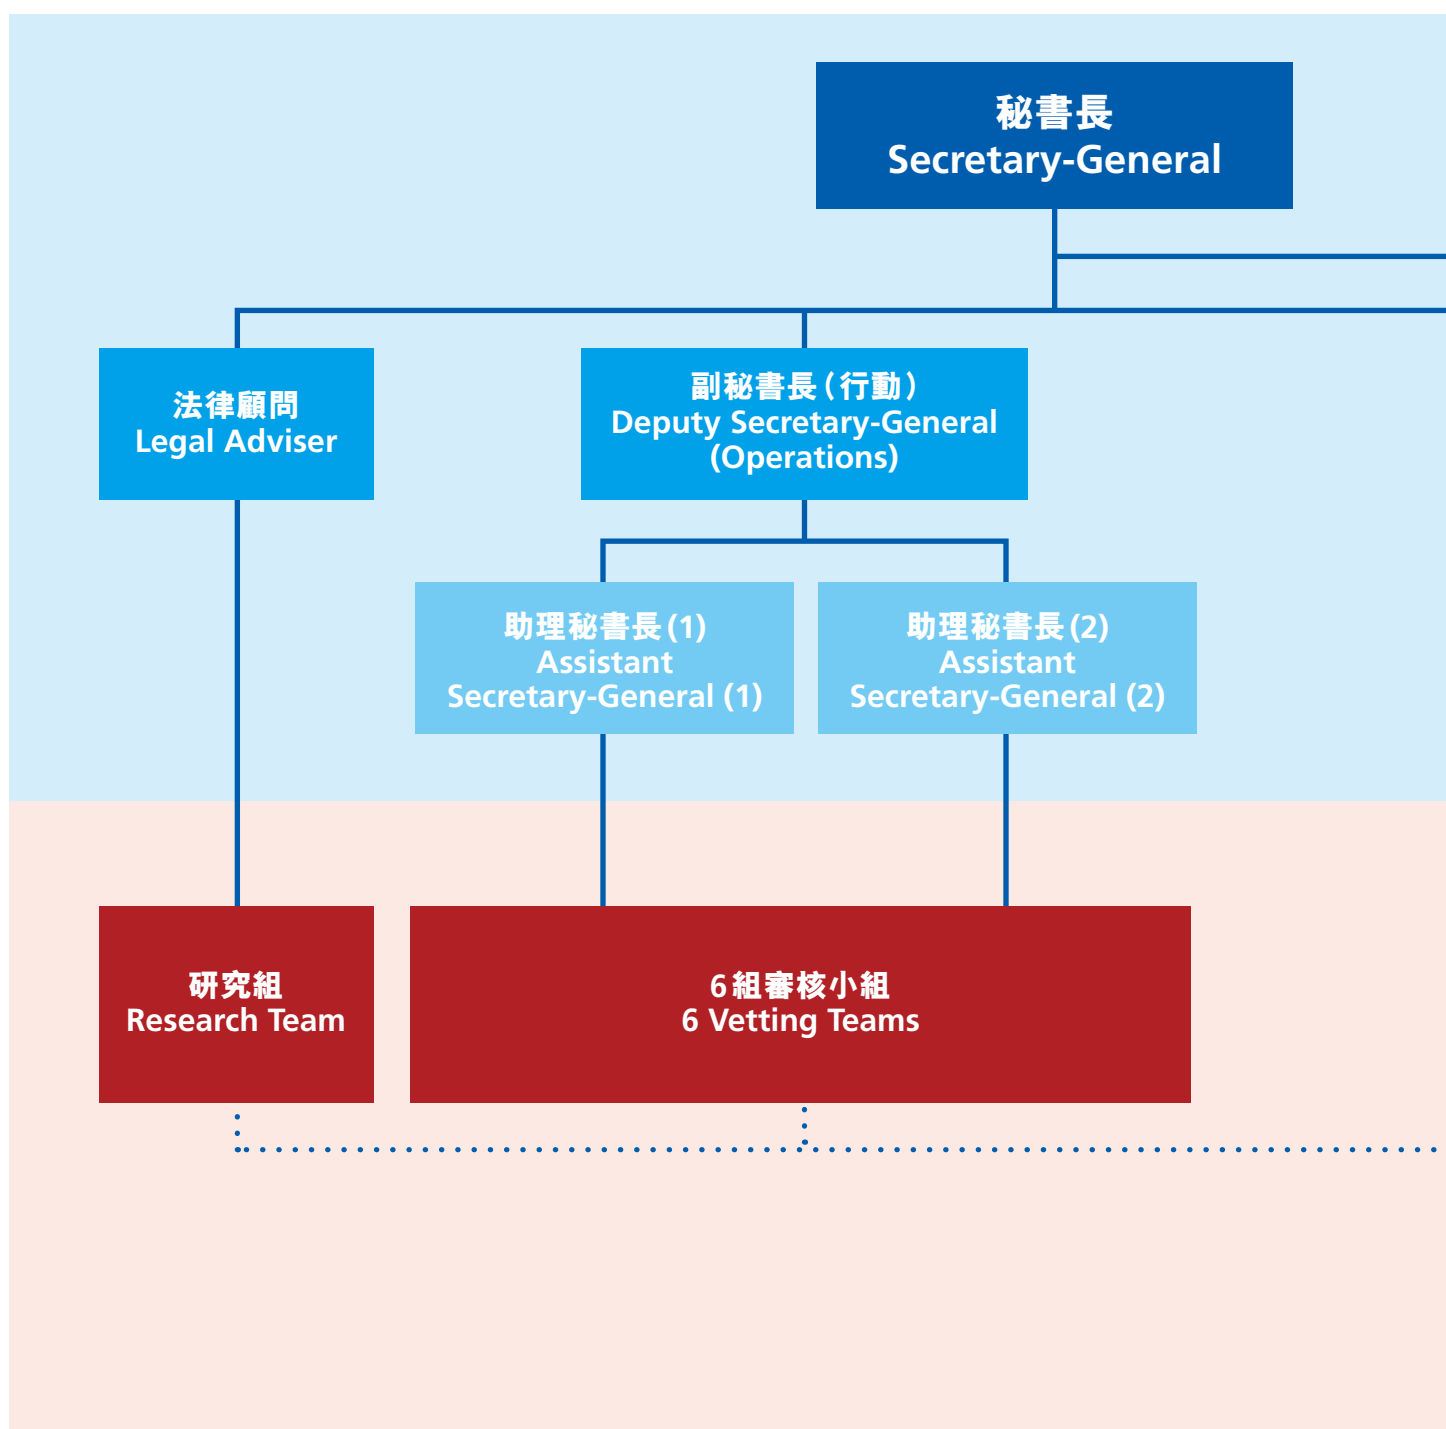 秘書長
Secretary-General
法律顧問
Legal Adviser
副秘書長(行動)
Deputy Secretary-General
(Operations)
助理秘書長(1)
Assistant
Secretary-General (1)
助理秘書長(2)
Assistant
Secretary-General (2)
研究組
Research Team
6組審核小組
6 Vetting Teams